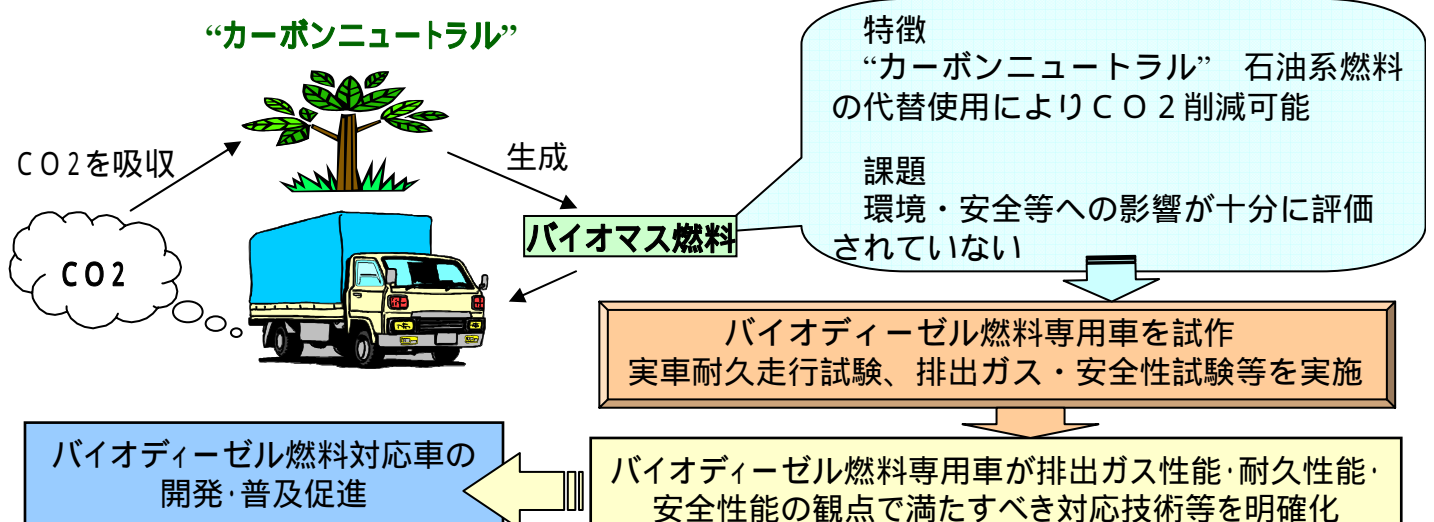 “カーボンニュートラル”
CO2を吸収
生成
CO2
バイオマス燃料
特徴
“カーボンニュートラル”　石油系燃料
の代替使用によりCO2削減可能
課題
環境・安全等への影響が十分に評価
されていない
バイオディーゼル燃料専用車を試作
実車耐久走行試験、排出ガス・安全性試験等を実施
バイオディーゼル燃料専用車が排出ガス性能・耐久性能・
安全性能の観点で満たすべき対応技術等を明確化
バイオディーゼル燃料対応車の
開発・普及促進